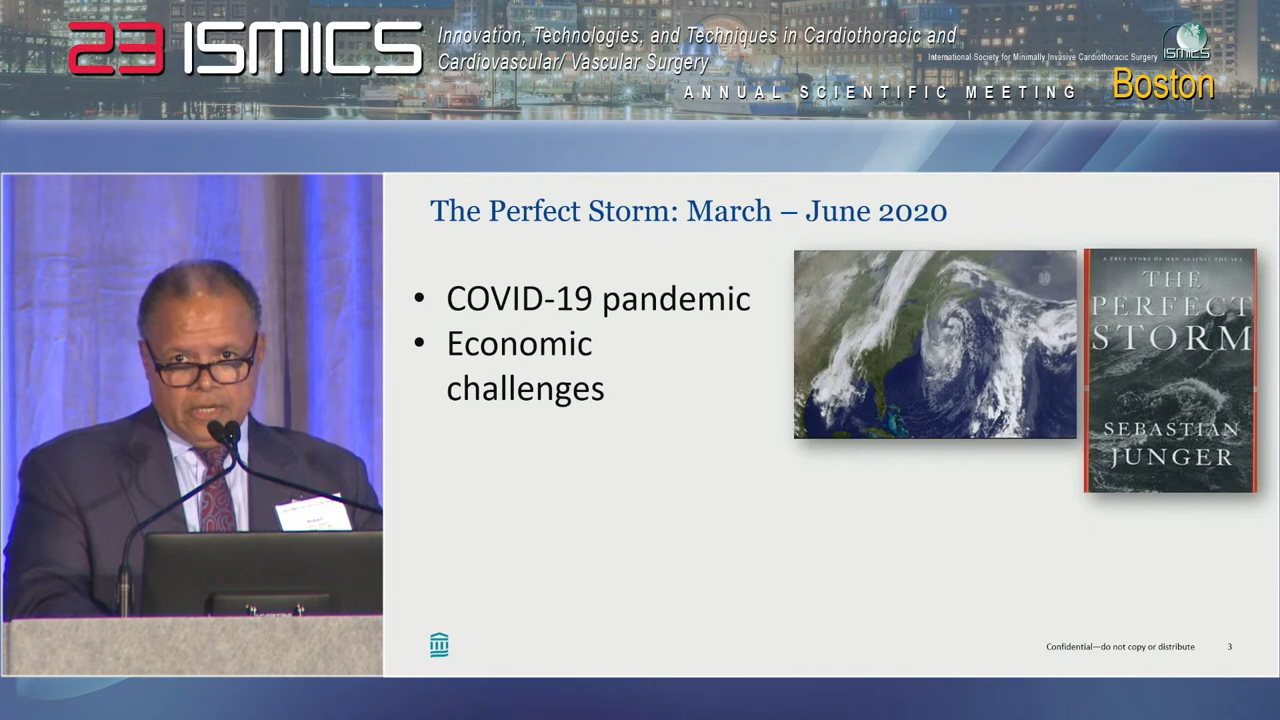 23 ISMICS
Innovation, Technologies, and Techniques in Cardiothoracic and
Cardiovascular/ Vascular Surgery
International Society for Minimally Invasive Cardiothoracic Surgery
ISMICS
ANNUAL SCIENTIFIC MEETING
Boston
The Perfect Storm: March – June 2020
• COVID-19 pandemic
• Economic
challenges
A TRUE STORY OF MEN AGAINST THE SEA
THE
PERFECT
STORM
SEBASTIAN
JUNGER
Confidential—do not copy or distribute
3